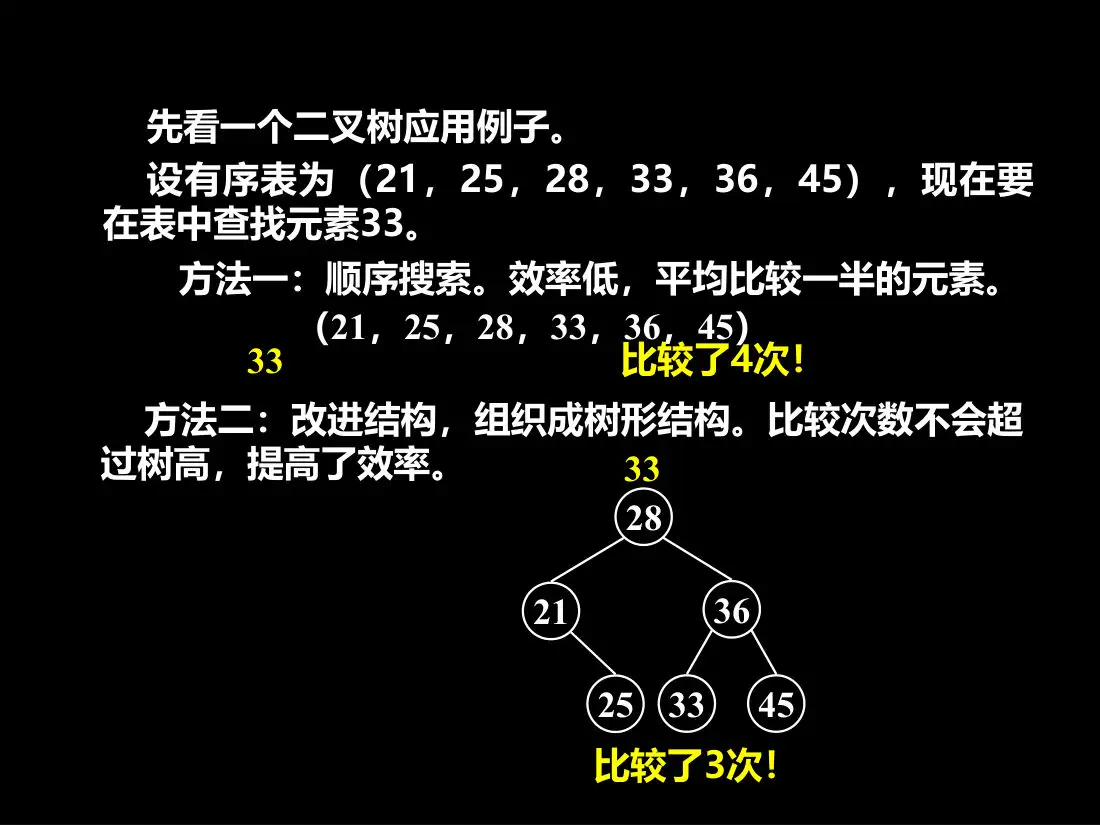 先看一个二叉树应用例子。
设有序表为（21，25，28，33，36，45），现在要
在表中查找元素33。
方法一：顺序搜索。效率低，平均比较一半的元素。
（21，25，28，33，36，45）
33
比较了4次！
方法二：改进结构，组织成树形结构。比较次数不会超
过树高，提高了效率。
33
28
21
36
25
33
45
比较了3次！